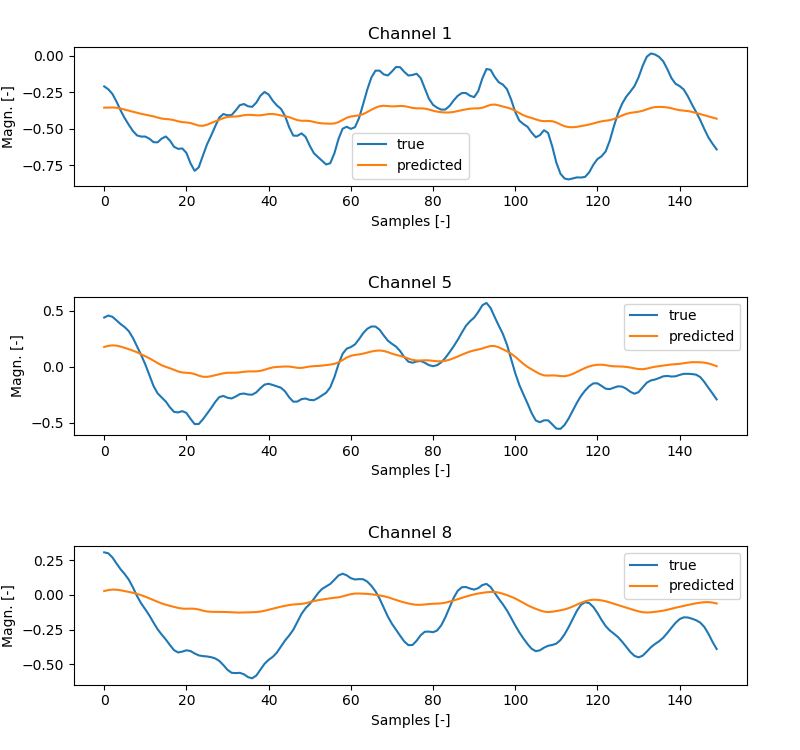 Channel 1
0.00
−0.25
−0.50
−0.75
Magn. [-]
true
predicted
0 20 40 60 80 100 120 140
Samples [-]
Channel 5
0.5
0.0
−0.5
Magn. [-]
true
predicted
0 20 40 60 80 100 120 140
Samples [-]
Channel 8
0.25
0.00
−0.25
−0.50
Magn. [-]
true
predicted
0 20 40 60 80 100 120 140
Samples [-]